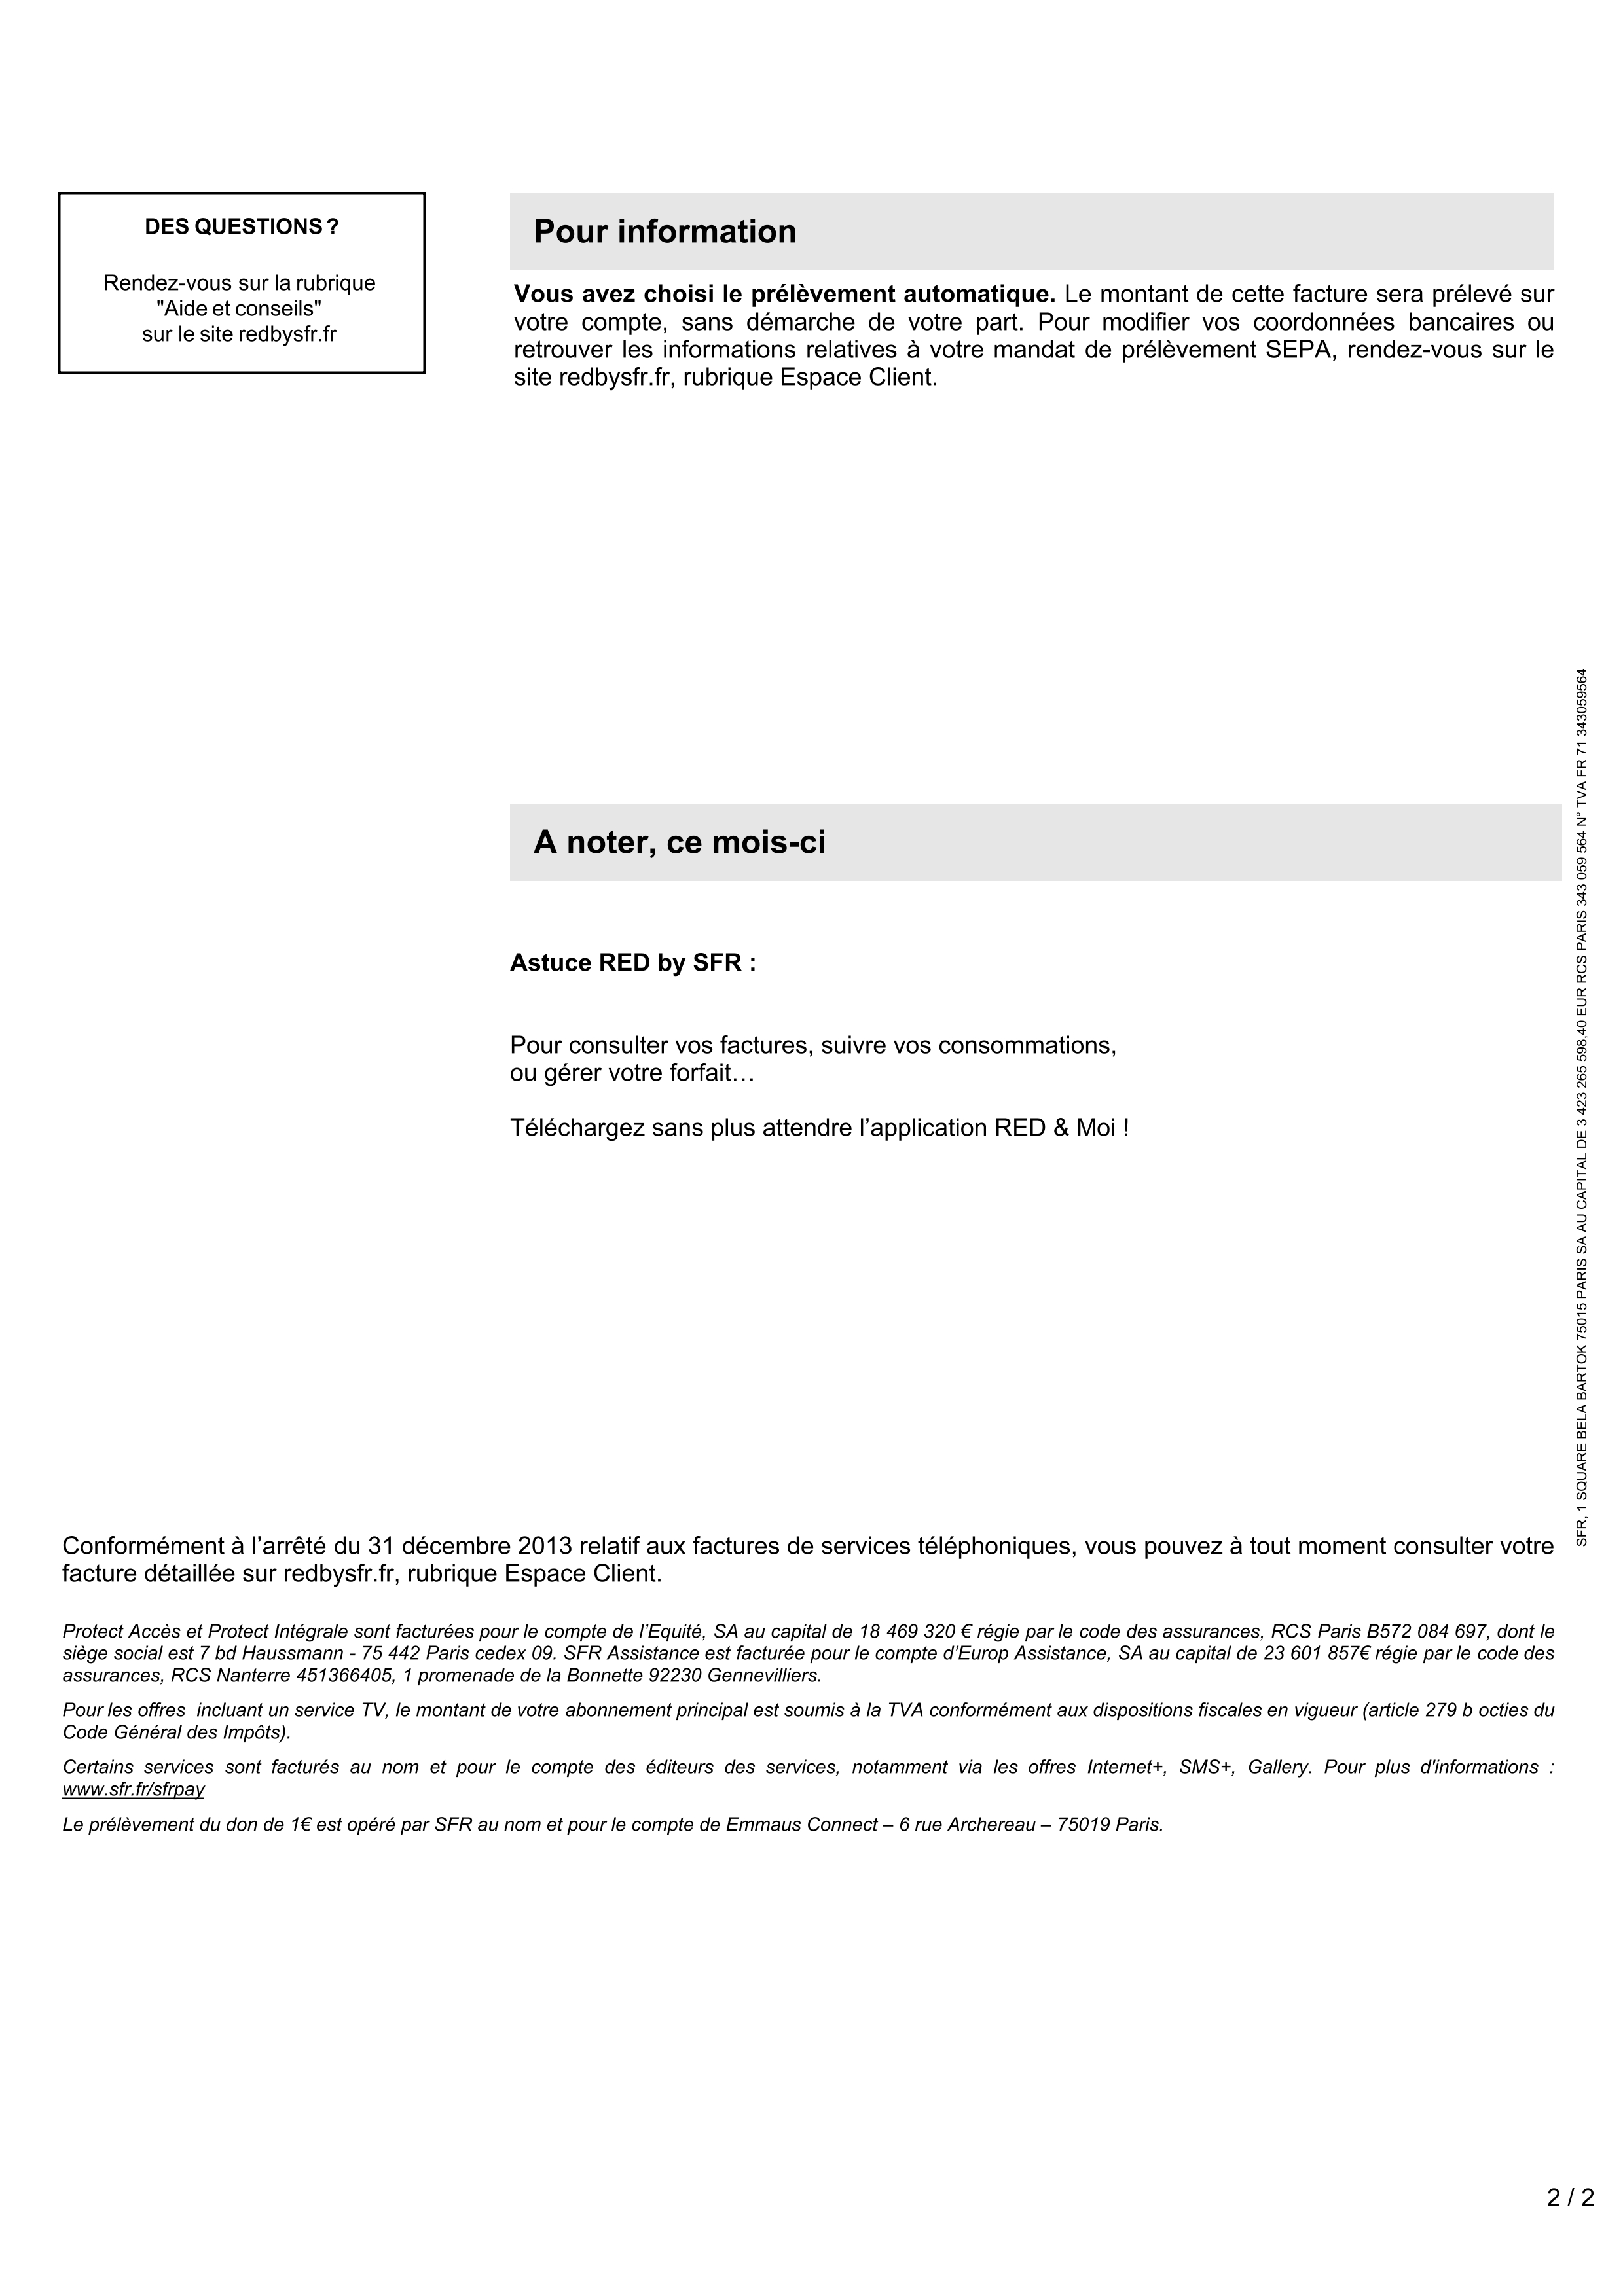 DES QUESTIONS ?
Rendez-vous sur la rubrique
"Aide et conseils"
sur le site redbysfr.fr
Pour information
Vous avez choisi le prélèvement automatique. Le montant de cette facture sera prélevé sur
votre compte, sans démarche de votre part. Pour modifier vos coordonnées bancaires ou
retrouver les informations relatives à votre mandat de prélèvement SEPA, rendez-vous sur le
site redbysfr.fr, rubrique Espace Client.
A noter, ce mois-ci
Astuce RED by SFR :
Pour consulter vos factures, suivre vos consommations,
ou gérer votre forfait…
Téléchargez sans plus attendre l’application RED & Moi !
SFR, 1 SQUARE BELA BARTOK 75015 PARIS SA AU CAPITAL DE 3 423 265 598,40 EUR RCS PARIS 343 059 564 N° TVA FR 71 343059564
Conformément à l’arrêté du 31 décembre 2013 relatif aux factures de services téléphoniques, vous pouvez à tout moment consulter votre
facture détaillée sur redbysfr.fr, rubrique Espace Client.
Protect Accès et Protect Intégrale sont facturées pour le compte de l’Equité, SA au capital de 18 469 320 € régie par le code des assurances, RCS Paris B572 084 697, dont le
siège social est 7 bd Haussmann - 75 442 Paris cedex 09. SFR Assistance est facturée pour le compte d’Europ Assistance, SA au capital de 23 601 857€ régie par le code des
assurances, RCS Nanterre 451366405, 1 promenade de la Bonnette 92230 Gennevilliers.
Pour les offres  incluant un service TV, le montant de votre abonnement principal est soumis à la TVA conformément aux dispositions fiscales en vigueur (article 279 b octies du
Code Général des Impôts).
Certains services sont facturés au nom et pour le compte des éditeurs des services, notamment via les offres Internet+, SMS+, Gallery. Pour plus d'informations :
www.sfr.fr/sfrpay
Le prélèvement du don de 1€ est opéré par SFR au nom et pour le compte de Emmaus Connect – 6 rue Archereau – 75019 Paris.
2 / 2